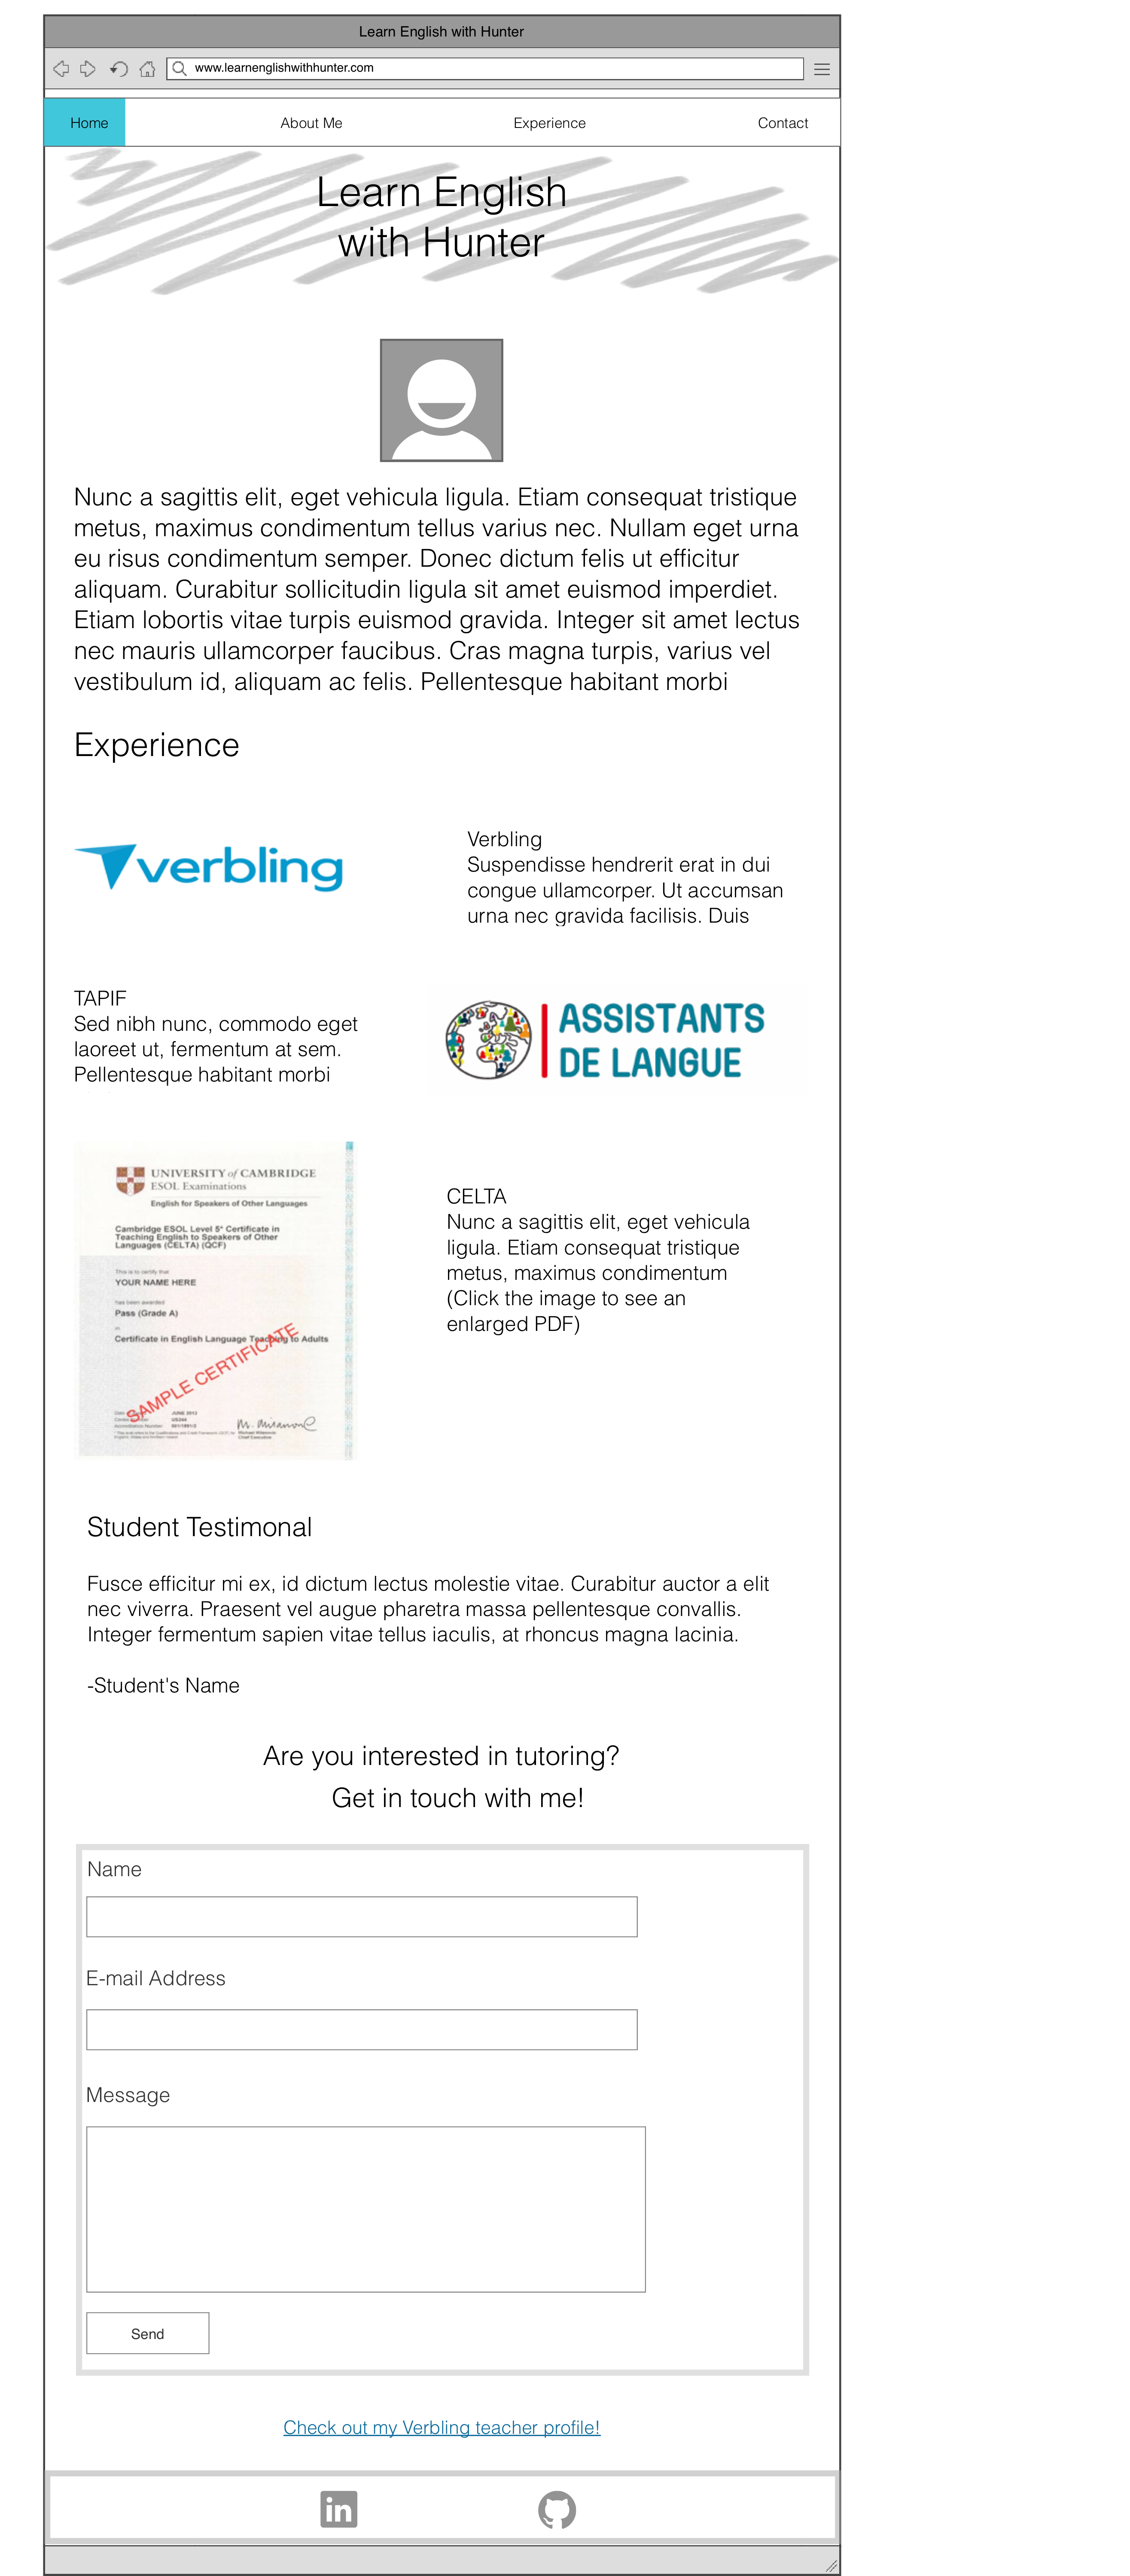 Learn English with Hunter
www.learnenglishwithhunter.com
Home
About Me
Experience
Contact
Learn English
with Hunter
Nunc a sagittis elit, eget vehicula ligula. Etiam consequat tristique
metus, maximus condimentum tellus varius nec. Nullam eget urna
eu risus condimentum semper. Donec dictum felis ut efficitur
aliquam. Curabitur sollicitudin ligula sit amet euismod imperdiet.
Etiam lobortis vitae turpis euismod gravida. Integer sit amet lectus
nec mauris ullamcorper faucibus. Cras magna turpis, varius vel
vestibulum id, aliquam ac felis. Pellentesque habitant morbi
Experience
verbling
Verbling
Suspendisse hendrerit erat in dui
congue ullamcorper. Ut accumsan
urna nec gravida facilisis. Duis
TAPIF
Sed nibh nunc, commodo eget
laoreet ut, fermentum at sem.
Pellentesque habitant morbi
ASSISTANTS
DE LANGUE
UNIVERSITY of CAMBRIDGE
ESOL Examinations
English for Speakers of Other Languages
Cambridge ESOL Level 5* Certificate in
Teaching English to Speakers of Other
Languages (CELTA) (QCF)
This is to certify that
YOUR NAME HERE
has been awarded
Pass (Grade A)
in
Certificate in English Language Teaching to Adults
SAMPLE CERTIFICATE
JUNE 2013
CELTA
Nunc a sagittis elit, eget vehicula
ligula. Etiam consequat tristique
metus, maximus condimentum
(Click the image to see an
enlarged PDF)
Student Testimonal
Fusce efficitur mi ex, id dictum lectus molestie vitae. Curabitur auctor a elit
nec viverra. Praesent vel augue pharetra massa pellentesque convallis.
Integer fermentum sapien vitae tellus iaculis, at rhoncus magna lacinia.
-Student's Name
Are you interested in tutoring?
Get in touch with me!
Name
E-mail Address
Message
Send
Check out my Verbling teacher profile!
in